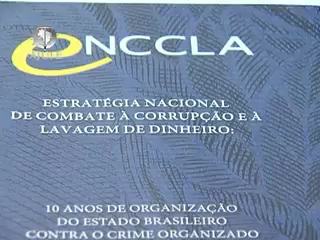 ENCCLA
ESTRATÉGIA NACIONAL
DE COMBATE À CORRUPÇÃO E À
LAVAGEM DE DINHEIRO:
10 ANOS DE ORGANIZAÇÃO
DO ESTADO BRASILEIRO
CONTRA O CRIME ORGANIZADO